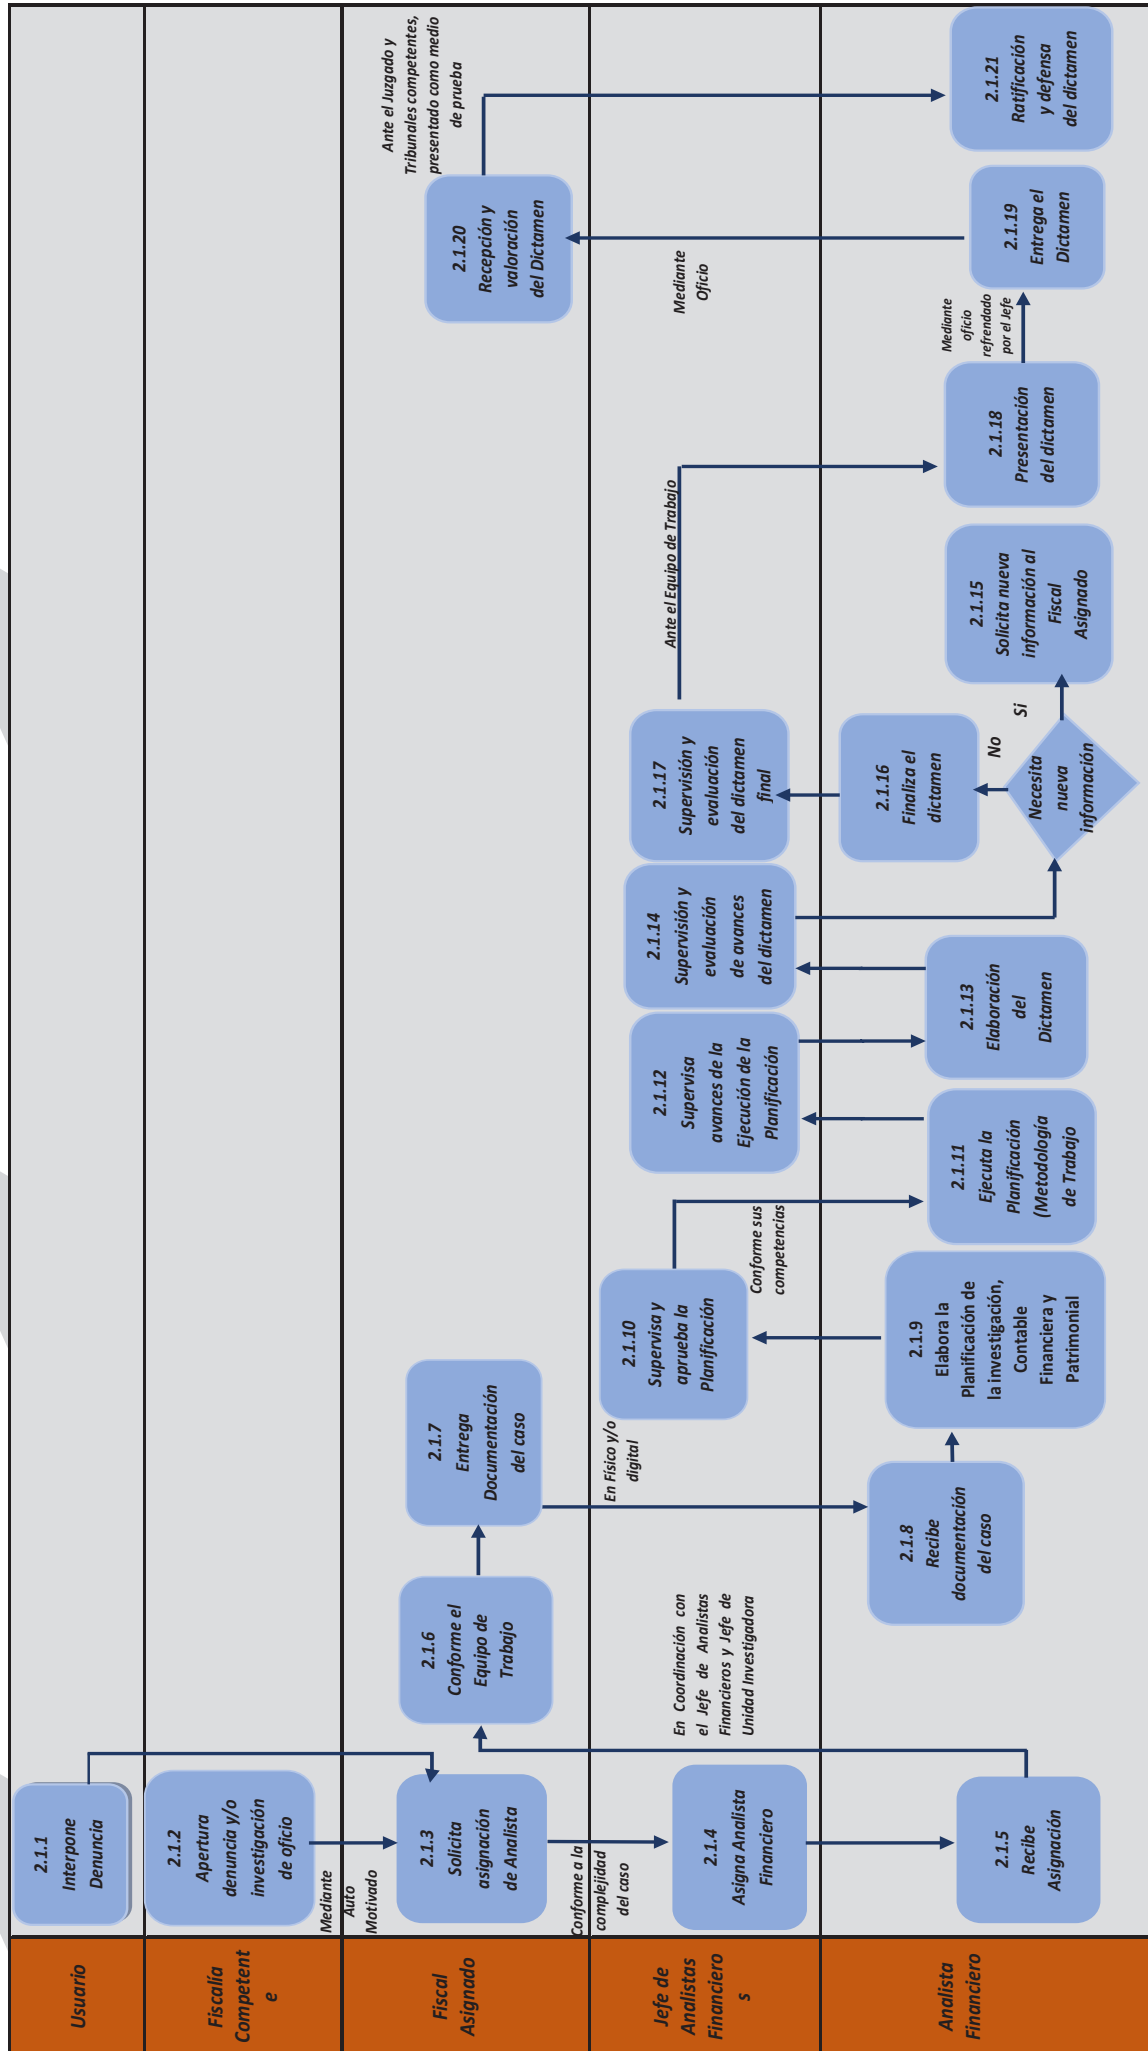 Usuario
Fiscalía
Competent
e
Fiscal
Asignado
Jefe de
Analistas
Financiero
s
Analista
Financiero
2.1.1
Interpone
Denuncia
2.1.2
Apertura
denuncia y/o
investigación
de oficio
Mediante
Auto
Motivado
2.1.3
Solicita
asignación
de Analista
Conforme a la
complejidad
del caso
2.1.4
Asigna Analista
Financiero
2.1.5
Recibe
Asignación
En Coordinación con
el Jefe de Analistas
Financieros y Jefe de
Unidad Investigadora
2.1.6
Conforme el
Equipo de
Trabajo
2.1.7
Entrega
Documentación
del caso
En Físico y/o
digital
2.1.8
Recibe
documentación
del caso
2.1.9
Elabora la
Planificación de
la investigación,
Contable
Financiera y
Patrimonial
2.1.10
Supervisa y
aprueba la
Planificación
Conforme sus
competencias
2.1.11
Ejecuta la
Planificación
(Metodología
de Trabajo
2.1.12
Supervisa
avances de la
Ejecución de la
Planificación
2.1.13
Elaboración
del
Dictamen
2.1.14
Supervisión y
evaluación
de avances
del dictamen
Necesita
nueva
información
No
Si
2.1.15
Solicita nueva
información al
Fiscal
Asignado
2.1.16
Finaliza el
dictamen
2.1.17
Supervisión y
evaluación
del dictamen
final
Ante el Equipo de Trabajo
2.1.18
Presentación
del dictamen
Mediante
oficio
refrendado
por el Jefe
2.1.19
Entrega el
Dictamen
Mediante
Oficio
2.1.20
Recepción y
valoración
del Dictamen
Ante el Juzgado y
Tribunales competentes,
presentado como medio
de prueba
2.1.21
Ratificación
y defensa
del dictamen